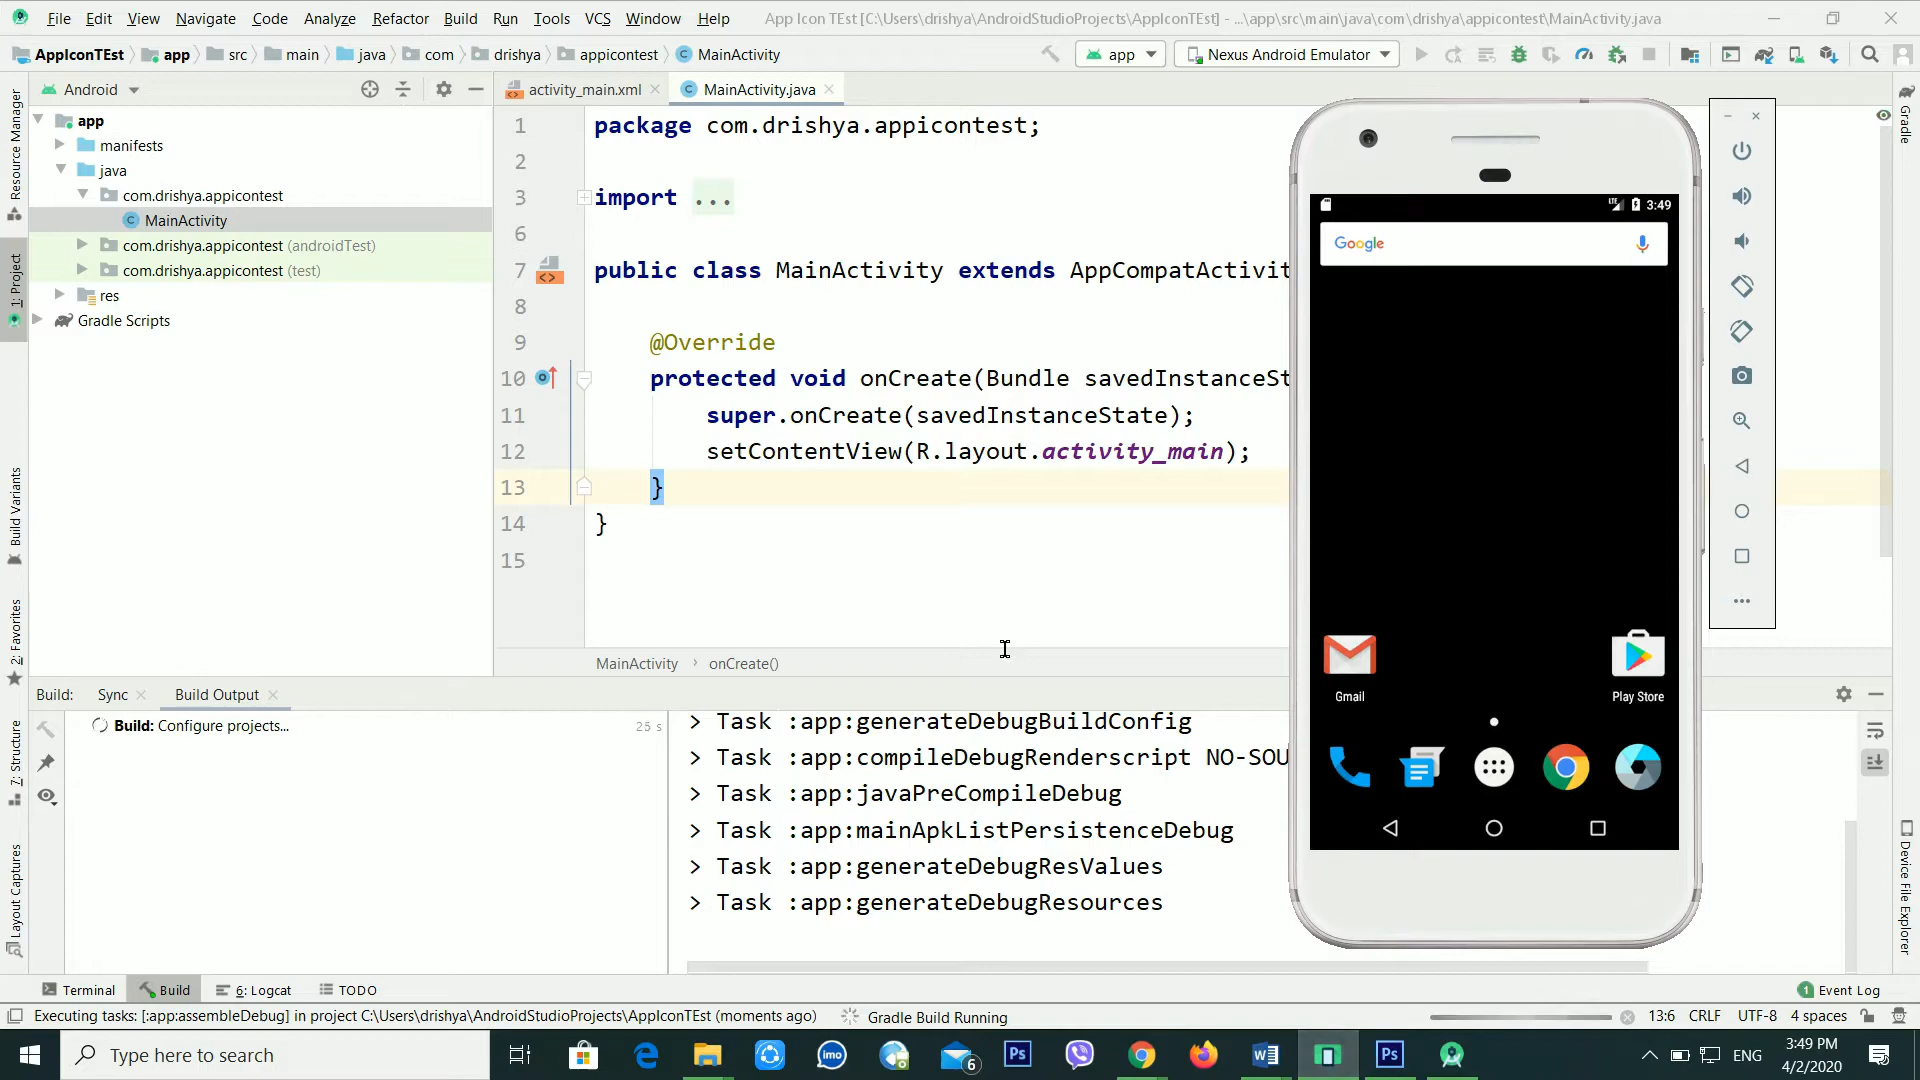 File Edit View Navigate Code Analyze Refactor Build Run Tools VCS Window Help App Icon TEst [C:\Users\drishya\AndroidStudioProjects\AppIconTEst] - ...\app\src\main\java\com\drishya\appicontest\MainActivity.java
AppIconTEst app src main java com drishya appicontest MainActivity app Nexus Android Emulator
Android activity_main.xml MainActivity.java
Resource Manager
1: Project
Build Variants
2: Favorites
7: Structure
Layout Captures
app
manifests
java
com.drishya.appicontest
MainActivity
com.drishya.appicontest (androidTest)
com.drishya.appicontest (test)
res
Gradle Scripts
1 package com.drishya.appicontest;
2
3 import ...
6
7 public class MainActivity extends AppCompatActivit
8
9 @Override
10 protected void onCreate(Bundle savedInstanceSt
11 super.onCreate(savedInstanceState);
12 setContentView(R.layout.activity_main);
13 }
14 }
15
MainActivity › onCreate()
LTE 3:49
Google
Gmail Play Store
Gradle
Device File Explorer
Build: Sync Build Output
Build: Configure projects... 25 s
> Task :app:generateDebugBuildConfig
> Task :app:compileDebugRenderscript NO-SOU
> Task :app:javaPreCompileDebug
> Task :app:mainApkListPersistenceDebug
> Task :app:generateDebugResValues
> Task :app:generateDebugResources
Terminal Build 6: Logcat TODO 1 Event Log
Executing tasks: [:app:assembleDebug] in project C:\Users\drishya\AndroidStudioProjects\AppIconTEst (moments ago) Gradle Build Running 13:6 CRLF UTF-8 4 spaces
Type here to search imo 6 Ps W Ps ENG 3:49 PM
4/2/2020